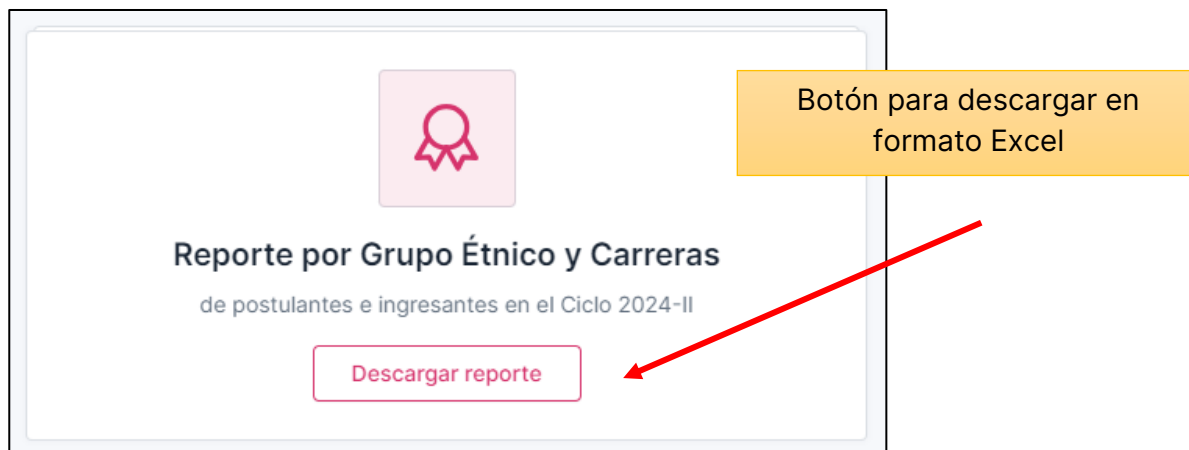 Botón para descargar en
formato Excel
Reporte por Grupo Étnico y Carreras
de postulantes e ingresantes en el Ciclo 2024-II
Descargar reporte